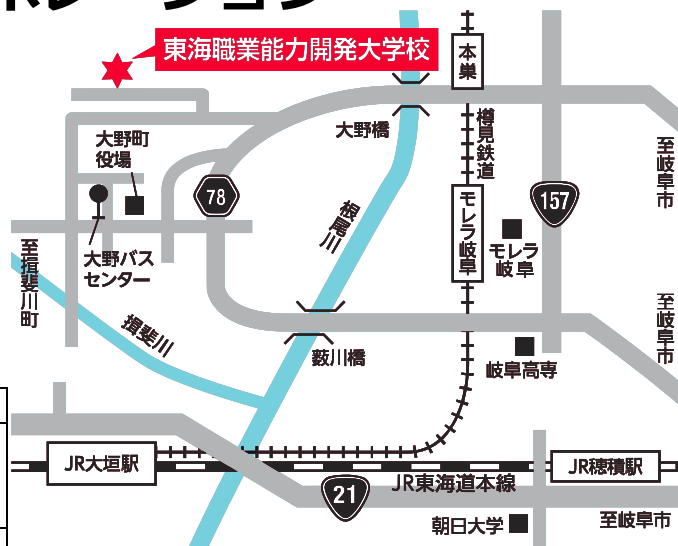 東海職業能力開発大学校
本巣
大野橋
樽見鉄道
大野町
役場
至岐阜市
78
157
モレラ岐阜
根尾川
モレラ
岐阜
大野バス
センター
至揖斐川町
至岐阜市
揖斐川
薮川橋
岐阜高専
JR大垣駅
JR穂積駅
21
JR東海道本線
朝日大学
至岐阜市